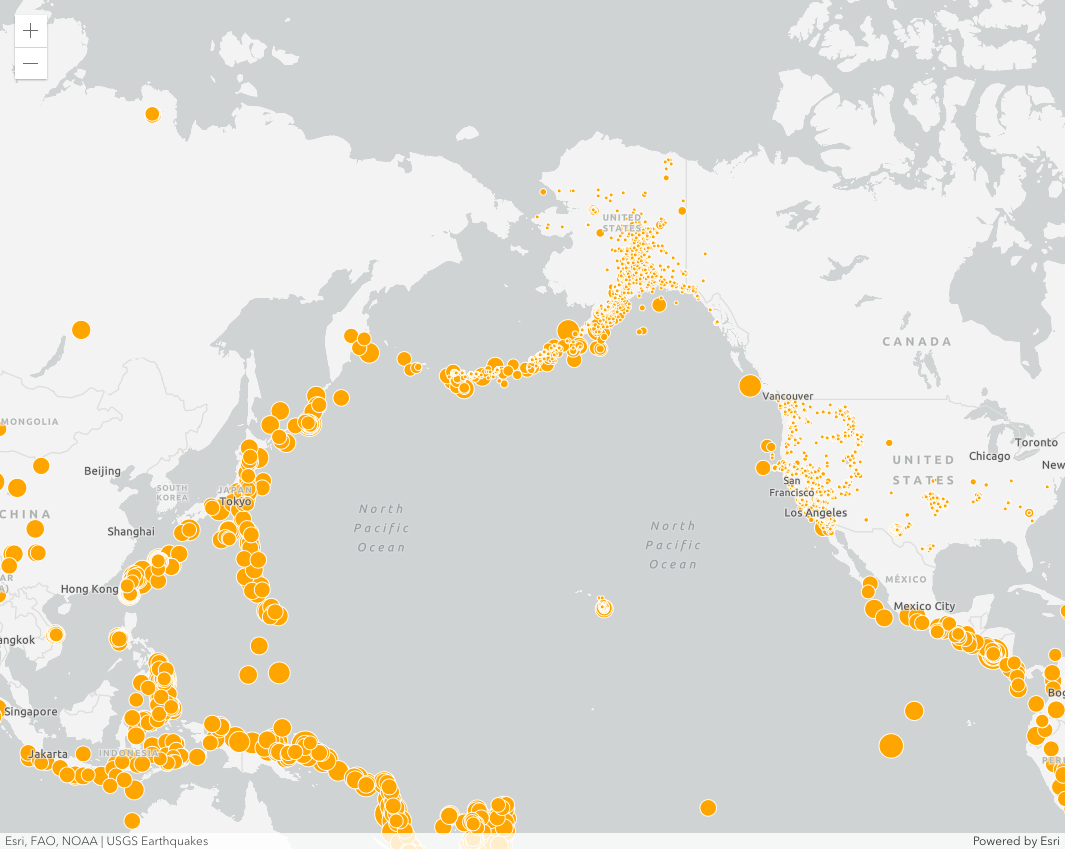 +
−
UNITED
STATES
CANADA
Vancouver
MONGOLIA
Toronto
Chicago
New
Beijing
UNITED
STATES
SOUTH
KOREA
JAPAN
Tokyo
San
Francisco
CHINA
North
Pacific
Ocean
Los Angeles
Shanghai
North
Pacific
Ocean
AR
A)
MÉXICO
Hong Kong
Mexico City
angkok
Bog
Singapore
Jakarta
INDONESIA
PER
Esri, FAO, NOAA | USGS Earthquakes
Powered by Esri